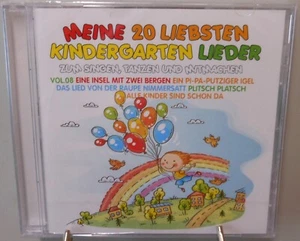 MEINE 20 LIEBSTEN
KINDERGARTEN LIEDER
ZUM SINGEN, TANZEN UND MITMACHEN
VOL.08 EINE INSEL MIT ZWEI BERGEN EIN PI-PA-PUTZIGER IGEL
DAS LIED VON DER RAUPE NIMMERSATT PLITSCH PLATSCH
ALLE KINDER SIND SCHON DA